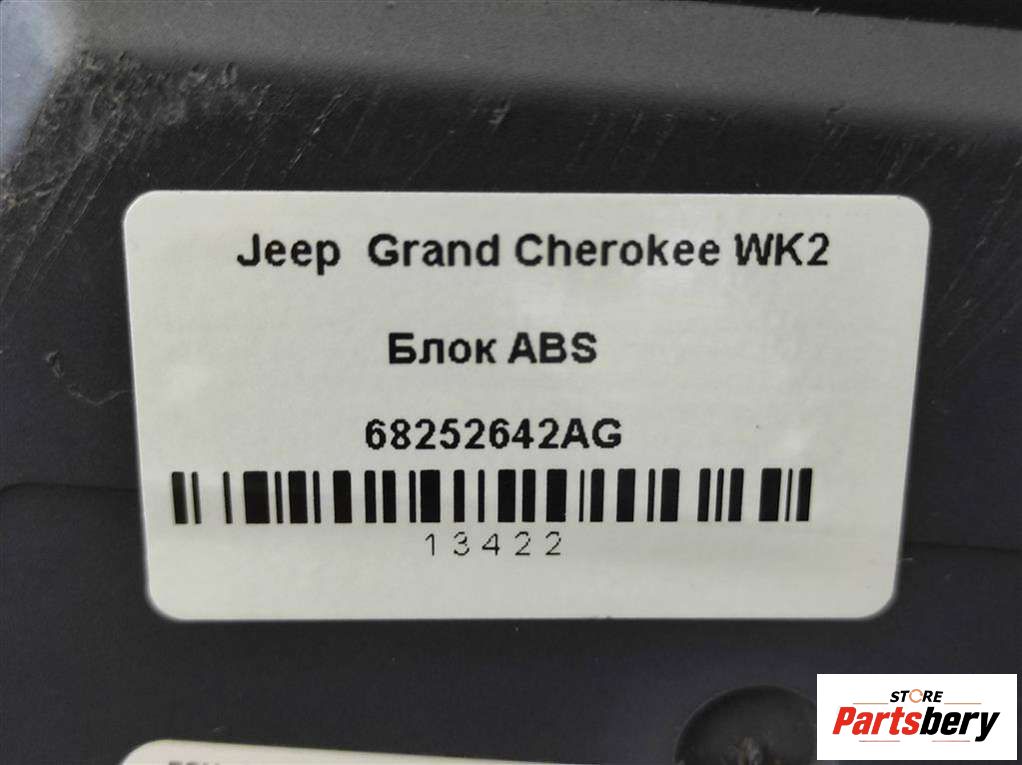 Jeep Grand Cherokee WK2
Блок ABS
68252642AG
13422
STORE
Partsbery